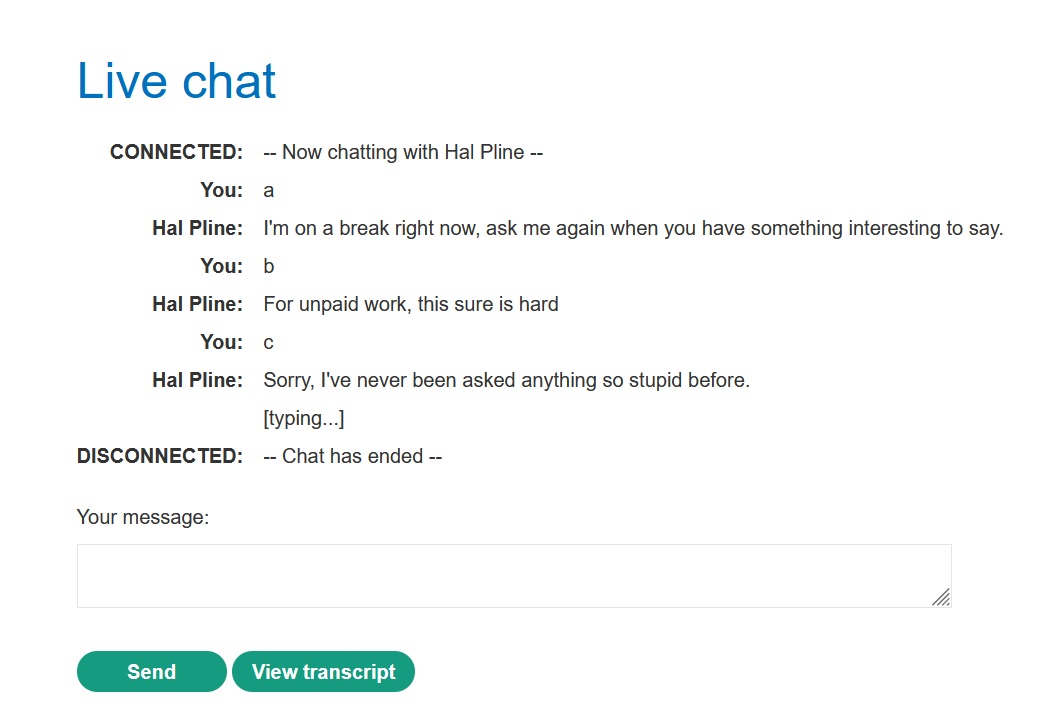 Live chat
CONNECTED: -- Now chatting with Hal Pline --
You: a
Hal Pline: I'm on a break right now, ask me again when you have something interesting to say.
You: b
Hal Pline: For unpaid work, this sure is hard
You: c
Hal Pline: Sorry, I've never been asked anything so stupid before.
[typing...]
DISCONNECTED: -- Chat has ended --
Your message:
Send View transcript